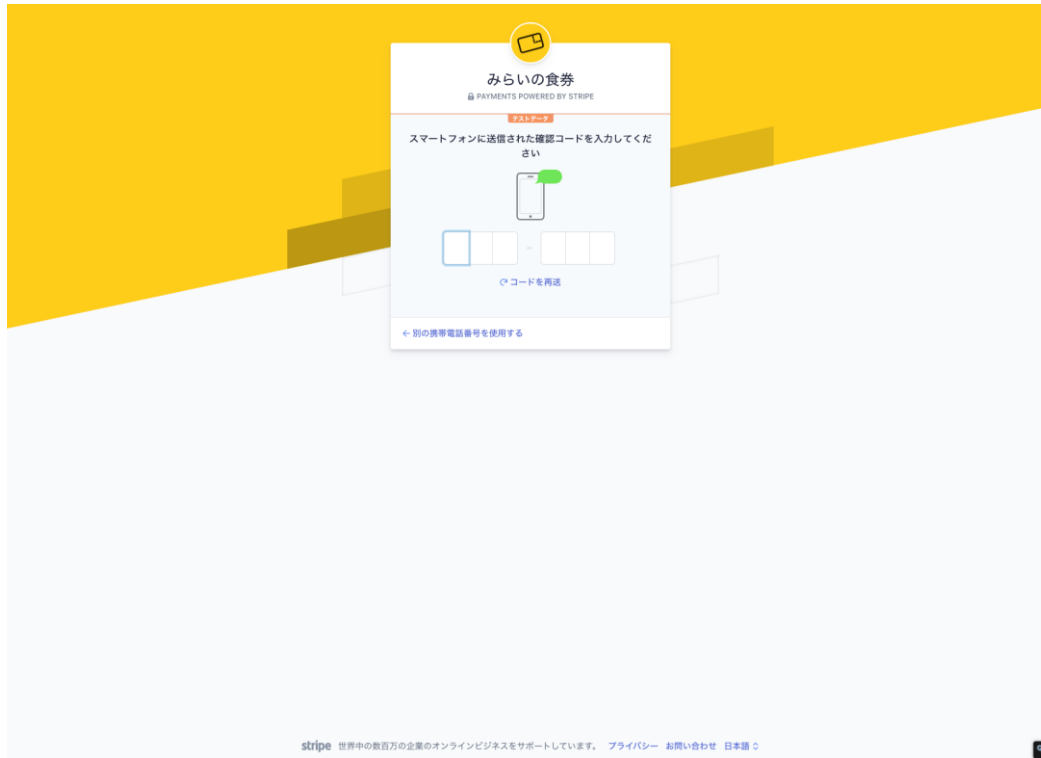 みらいの食券
PAYMENTS POWERED BY STRIPE
テストデータ
スマートフォンに送信された確認コードを入力してくだ
さい
–
コードを再送
← 別の携帯電話番号を使用する
stripe 世界中の数百万の企業のオンラインビジネスをサポートしています。 プライバシー お問い合わせ 日本語